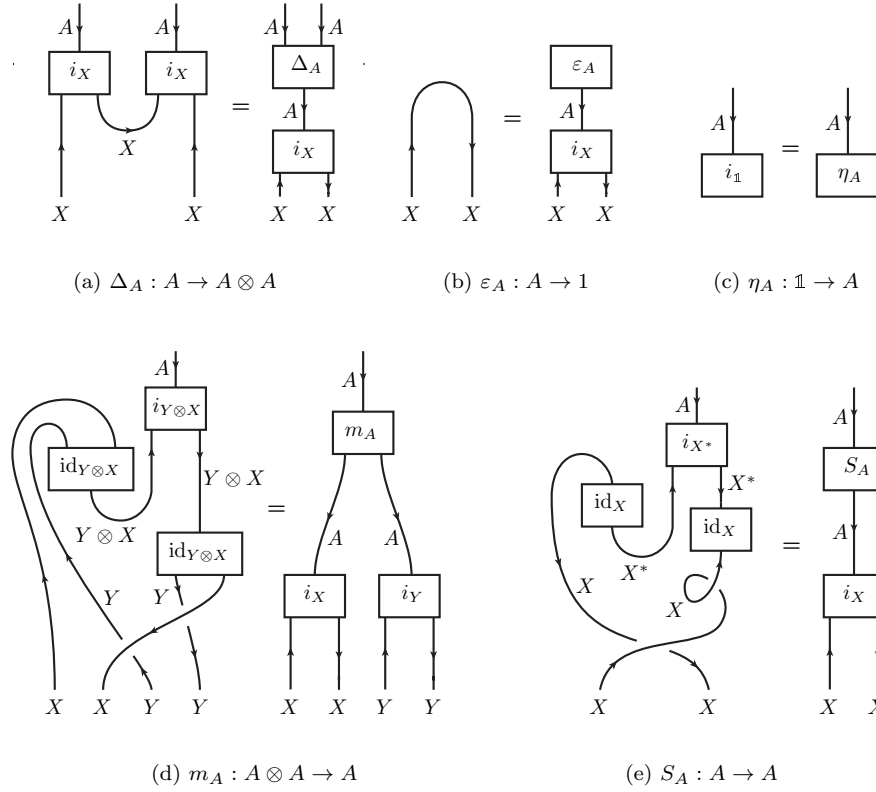 A A
i_X i_X
X
X X
=
A A
Δ_A
A
i_X
X X
(a) Δ_A : A → A ⊗ A
X X
=
ε_A
A
i_X
X X
(b) ε_A : A → 1
A
i_𝟙
=
A
η_A
(c) η_A : 𝟙 → A
A
i_{Y⊗X}
id_{Y⊗X}
Y ⊗ X
Y ⊗ X
id_{Y⊗X}
Y Y
X X Y Y
=
A
m_A
A A
i_X i_Y
X X Y Y
(d) m_A : A ⊗ A → A
A
i_{X*}
X*
id_X id_X
X*
X X
X X
=
A
S_A
A
i_X
X
(e) S_A : A → A